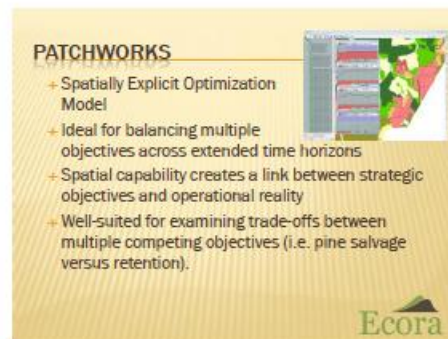 PATCHWORKS
+ Spatially Explicit Optimization
Model
+ Ideal for balancing multiple
objectives across extended time horizons
+ Spatial capability creates a link between strategic
objectives and operational reality
+ Well-suited for examining trade-offs between
multiple competing objectives (i.e. pine salvage
versus retention).
Ecora